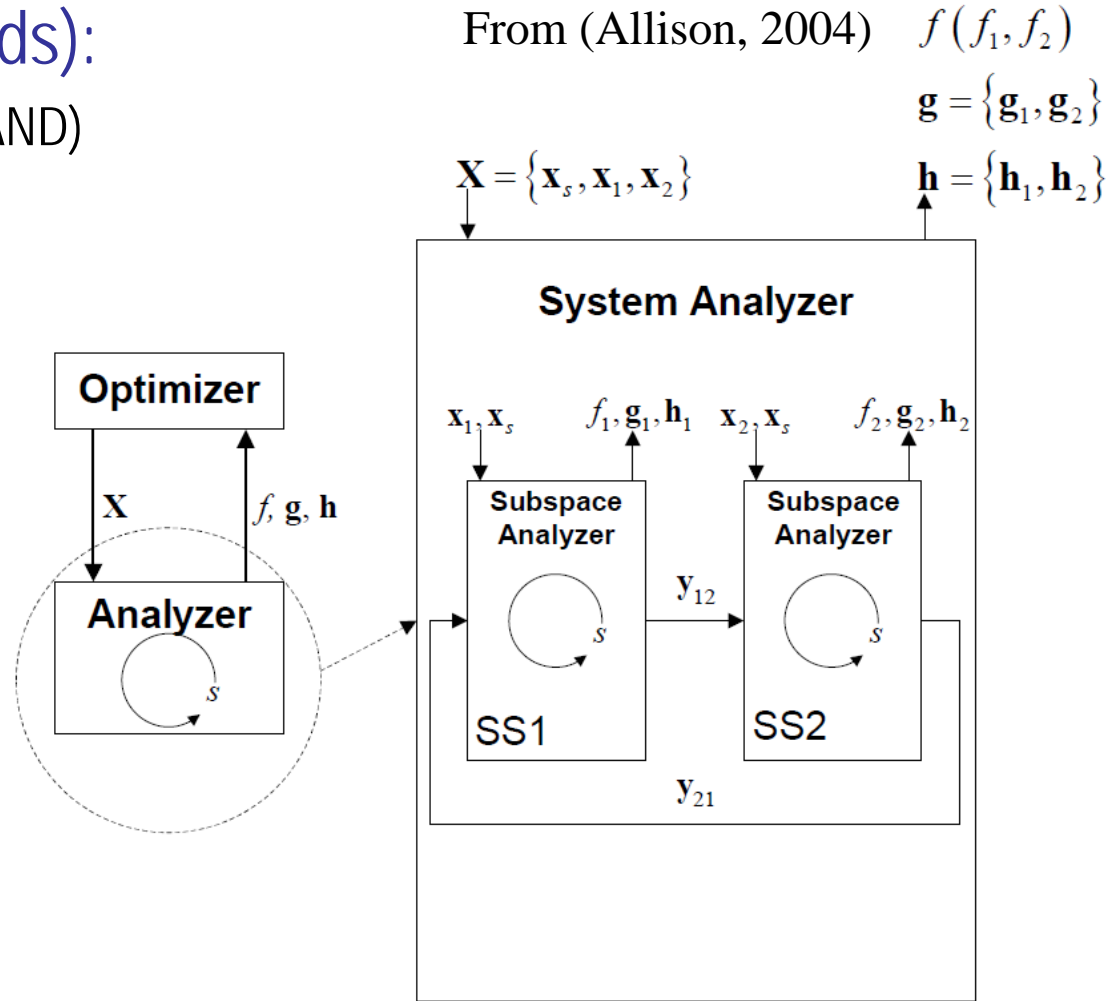 ds):
AND)
From (Allison, 2004)
f(f₁, f₂)
g = {g₁, g₂}
h = {h₁, h₂}
X = {xₛ, x₁, x₂}
System Analyzer
Optimizer
X
f, g, h
Analyzer
s
x₁, xₛ
f₁, g₁, h₁
x₂, xₛ
f₂, g₂, h₂
Subspace
Analyzer
s
SS1
y₁₂
Subspace
Analyzer
s
SS2
y₂₁